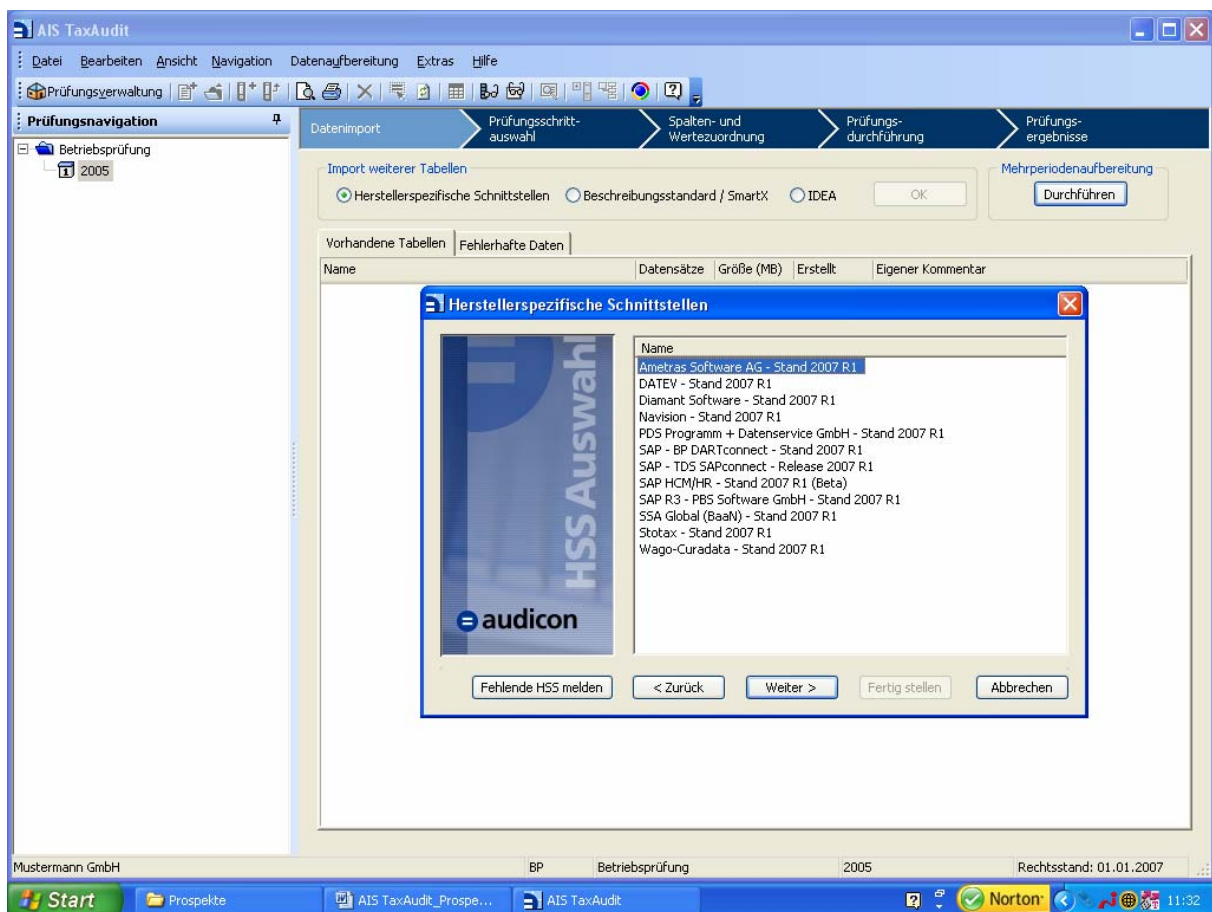 AIS TaxAudit
Datei Bearbeiten Ansicht Navigation Datenaufbereitung Extras Hilfe
Prüfungsverwaltung
Prüfungsnavigation
Betriebsprüfung
2005
Datenimport
Prüfungsschritt-
auswahl
Spalten- und
Wertezuordnung
Prüfungs-
durchführung
Prüfungs-
ergebnisse
Import weiterer Tabellen
Herstellerspezifische Schnittstellen Beschreibungsstandard / SmartX IDEA OK
Mehrperiodenaufbereitung
Durchführen
Vorhandene Tabellen Fehlerhafte Daten
Name Datensätze Größe (MB) Erstellt Eigener Kommentar
Herstellerspezifische Schnittstellen
HSS Auswahl
audicon
Name
Ametras Software AG - Stand 2007 R1
DATEV - Stand 2007 R1
Diamant Software - Stand 2007 R1
Navision - Stand 2007 R1
PDS Programm + Datenservice GmbH - Stand 2007 R1
SAP - BP DARTconnect - Stand 2007 R1
SAP - TDS SAPconnect - Release 2007 R1
SAP HCM/HR - Stand 2007 R1 (Beta)
SAP R3 - PBS Software GmbH - Stand 2007 R1
SSA Global (BaaN) - Stand 2007 R1
Stotax - Stand 2007 R1
Wago-Curadata - Stand 2007 R1
Fehlende HSS melden < Zurück Weiter > Fertig stellen Abbrechen
Mustermann GmbH BP Betriebsprüfung 2005 Rechtsstand: 01.01.2007
Start Prospekte AIS TaxAudit_Prospe... AIS TaxAudit Norton 11:32